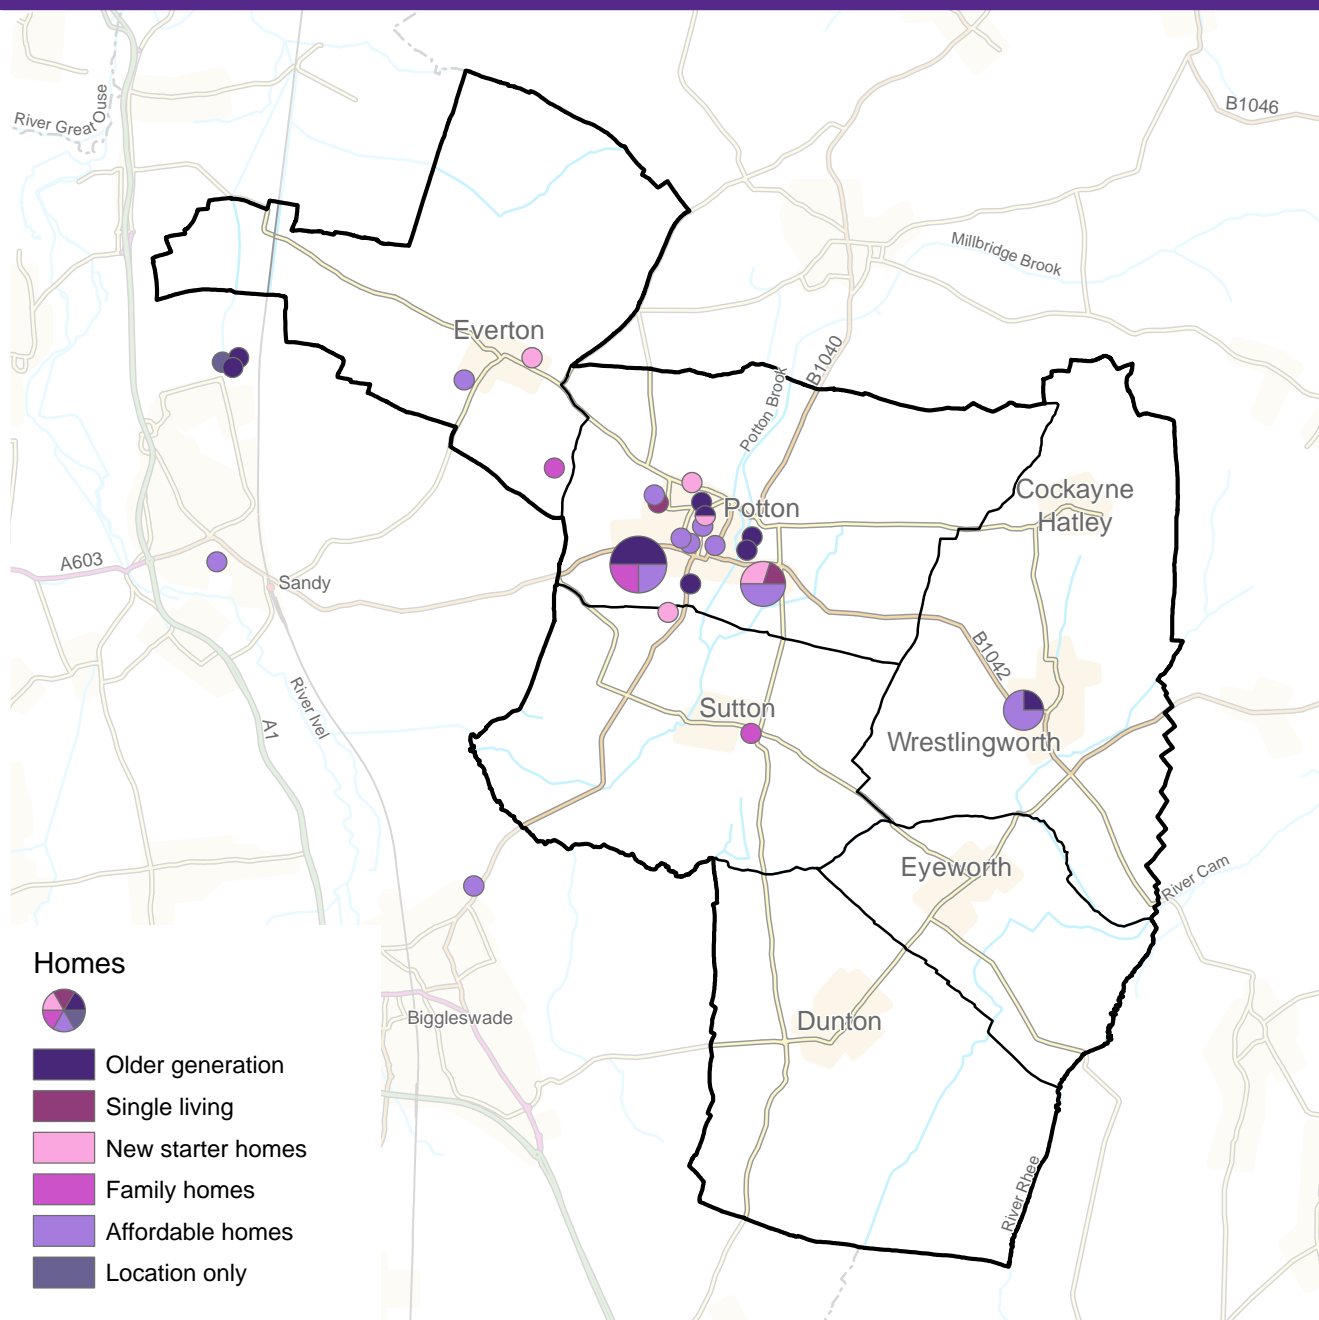 B1046
River Great Ouse
Millbridge Brook
Everton
B1040
Potton Brook
Cockayne
Hatley
Potton
A603
Sandy
B1042
River Ivel
A1
Sutton
Wrestlingworth
Eyeworth
River Cam
Dunton
Biggleswade
River Rhee
Homes
Older generation
Single living
New starter homes
Family homes
Affordable homes
Location only